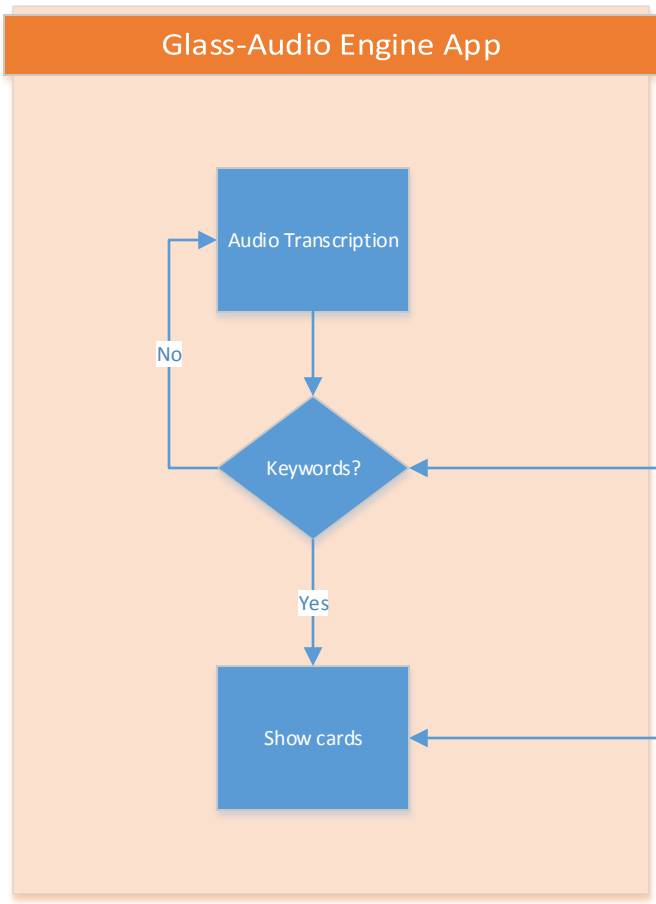 Glass-Audio Engine App
Audio Transcription
No
Keywords?
Yes
Show cards